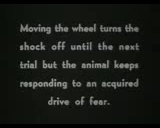 Moving the wheel turns the
shock off until the next
trial but the animal keeps
responding to an acquired
drive of fear.